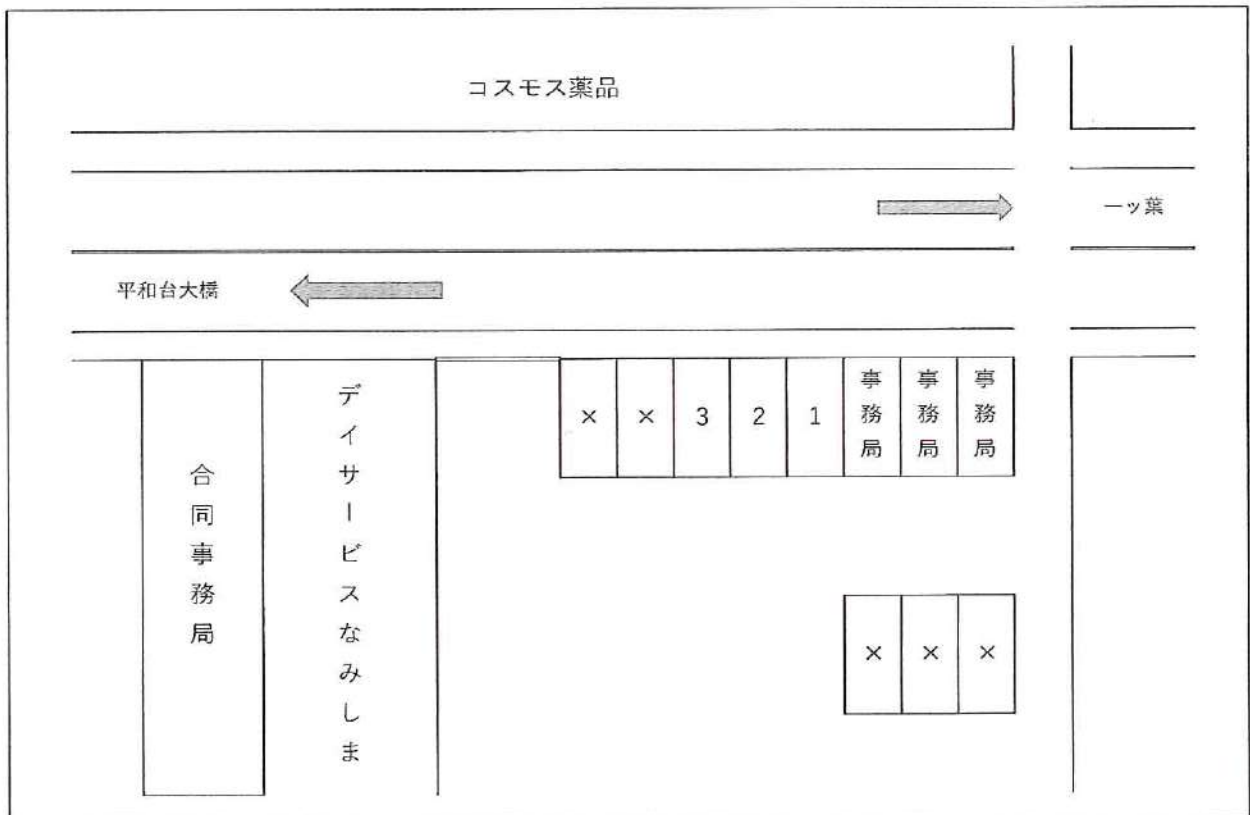 コスモス薬品
一ッ葉
平和台大橋
合同事務局
デイサービスなみしま
×
×
3
2
1
事務局
事務局
事務局
×
×
×